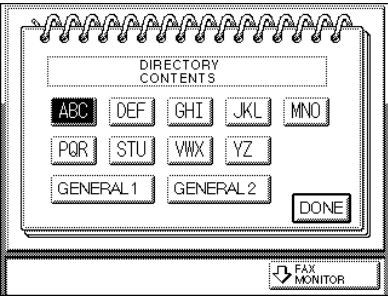 DIRECTORY
CONTENTS
ABC DEF GHI JKL MNO
PQR STU VWX YZ
GENERAL 1 GENERAL 2
DONE
FAX
MONITOR